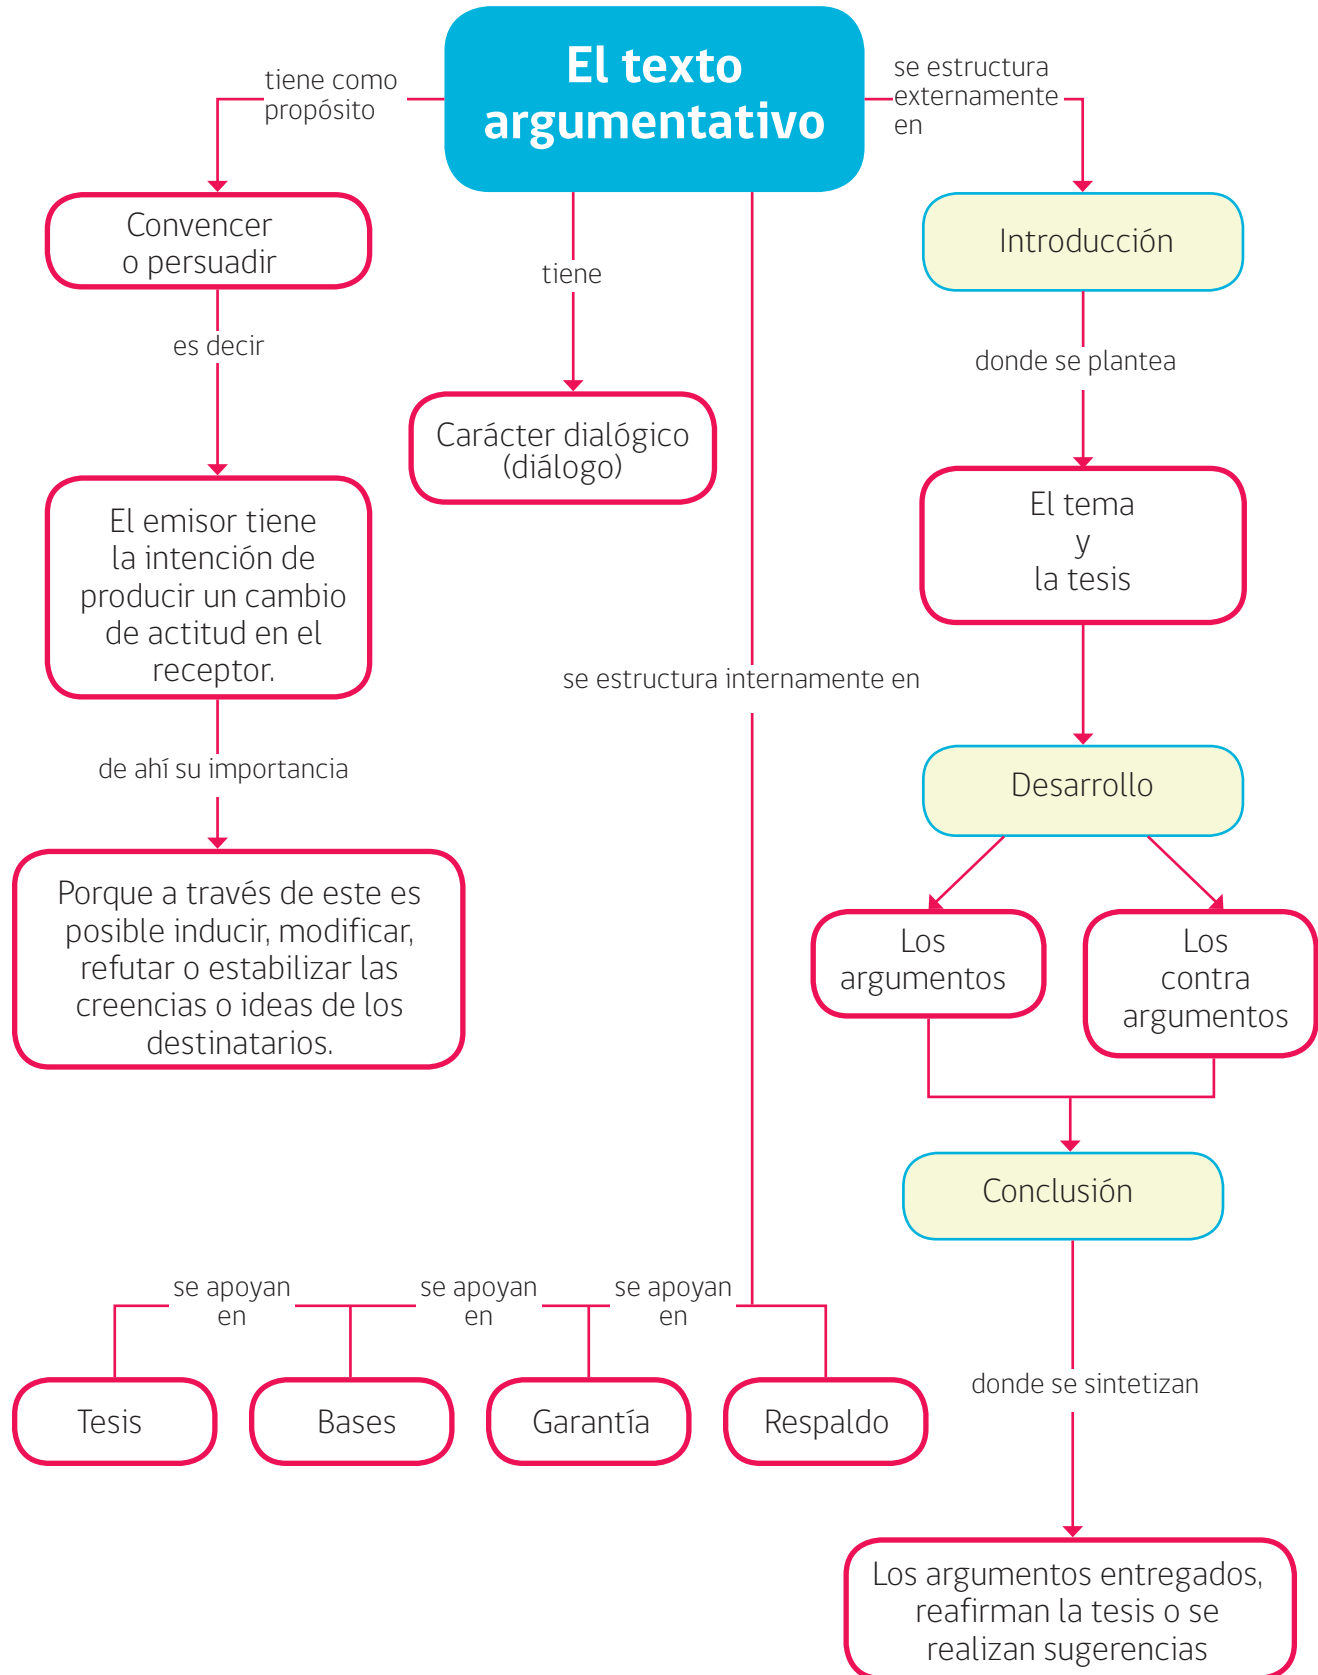 El texto
argumentativo
tiene como
propósito
Convencer
o persuadir
es decir
El emisor tiene
la intención de
producir un cambio
de actitud en el
receptor.
de ahí su importancia
Porque a través de este es
posible inducir, modificar,
refutar o estabilizar las
creencias o ideas de los
destinatarios.
tiene
Carácter dialógico
(diálogo)
se estructura internamente en
se apoyan
en
se apoyan
en
se apoyan
en
Tesis
Bases
Garantía
Respaldo
se estructura
externamente
en
Introducción
donde se plantea
El tema
y
la tesis
Desarrollo
Los
argumentos
Los
contra
argumentos
Conclusión
donde se sintetizan
Los argumentos entregados,
reafirman la tesis o se
realizan sugerencias